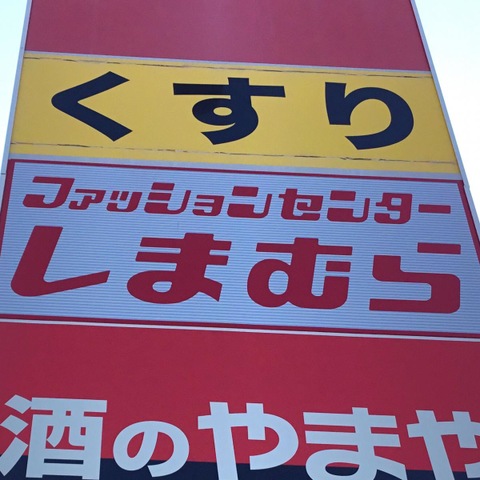 くすり
ファッションセンター
しまむら
酒のやまや